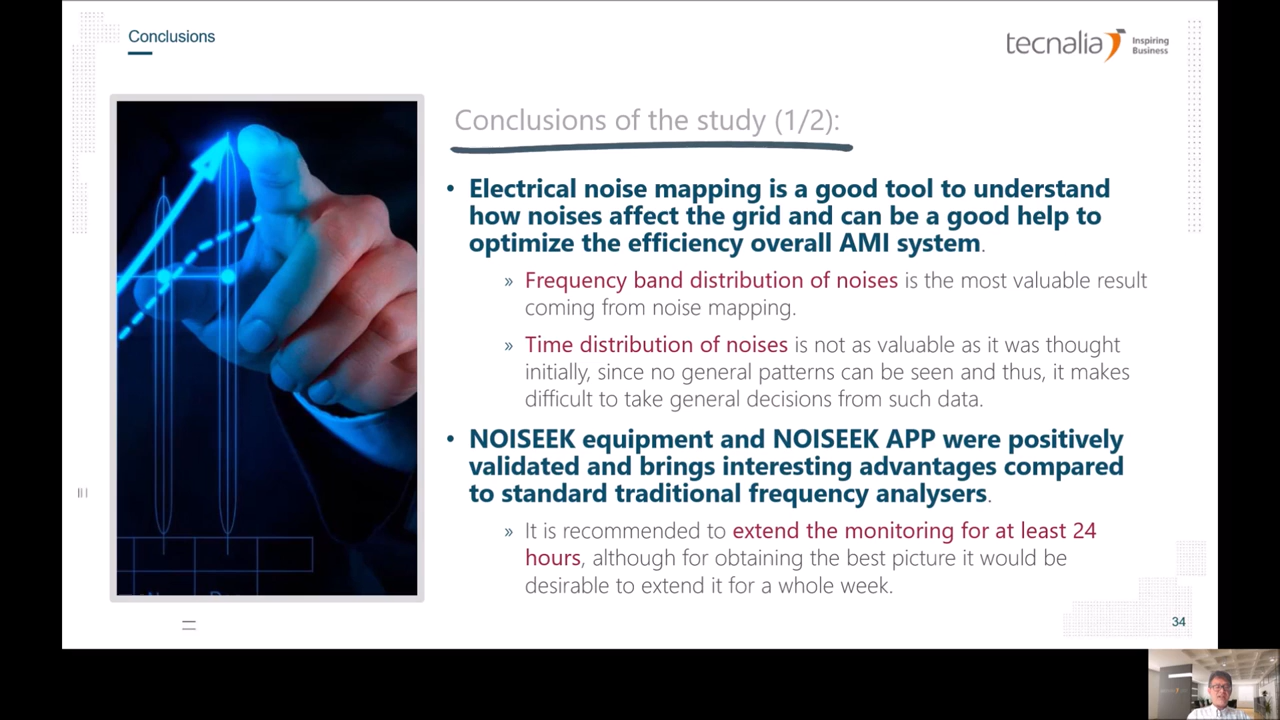 Conclusions
tecnalia Inspiring
Business
Conclusions of the study (1/2):
• Electrical noise mapping is a good tool to understand
how noises affect the grid and can be a good help to
optimize the efficiency overall AMI system.
» Frequency band distribution of noises is the most valuable result
coming from noise mapping.
» Time distribution of noises is not as valuable as it was thought
initially, since no general patterns can be seen and thus, it makes
difficult to take general decisions from such data.
• NOISEEK equipment and NOISEEK APP were positively
validated and brings interesting advantages compared
to standard traditional frequency analysers.
» It is recommended to extend the monitoring for at least 24
hours, although for obtaining the best picture it would be
desirable to extend it for a whole week.
34